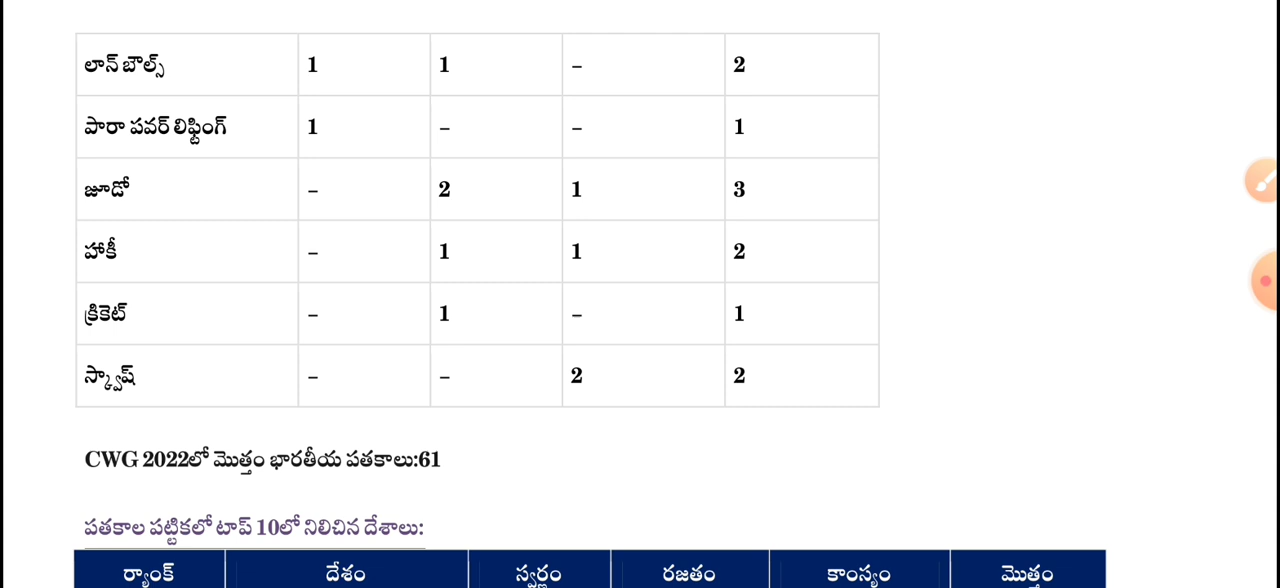 లాన్ బౌల్స్ 1 1 – 2
పారా పవర్ లిఫ్టింగ్ 1 – – 1
జూడో – 2 1 3
హాకీ – 1 1 2
క్రికెట్ – 1 – 1
స్క్వాష్ – – 2 2
CWG 2022లో మొత్తం భారతీయ పతకాలు:61
పతకాల పట్టికలో టాప్ 10లో నిలిచిన దేశాలు:
ర్యాంక్ దేశం స్వర్ణం రజతం కాంస్యం మొత్తం